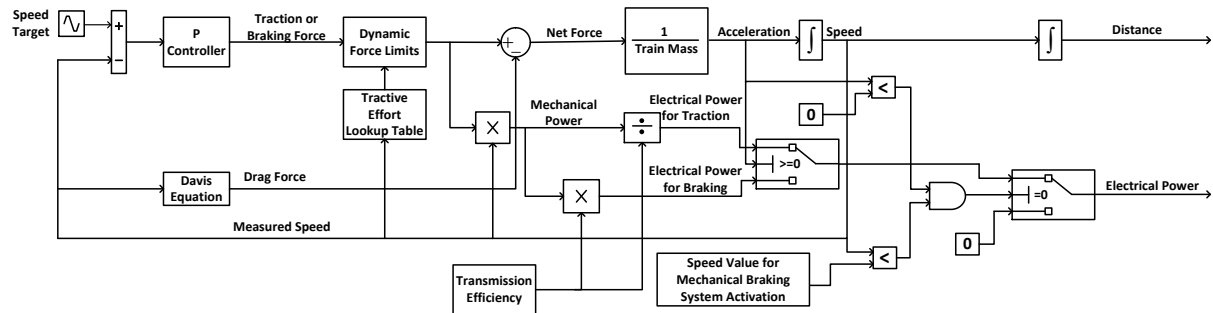 Speed
Target
+
−
P
Controller
Traction or
Braking Force
Dynamic
Force Limits
+
−
Net Force
1
Train Mass
Acceleration
∫
Speed
∫
Distance
Tractive
Effort
Lookup Table
×
Mechanical
Power
÷
Electrical Power
for Traction
0
<
>=0
Davis
Equation
Drag Force
×
Electrical Power
for Braking
=0
Electrical Power
Measured Speed
0
<
Transmission
Efficiency
Speed Value for
Mechanical Braking
System Activation